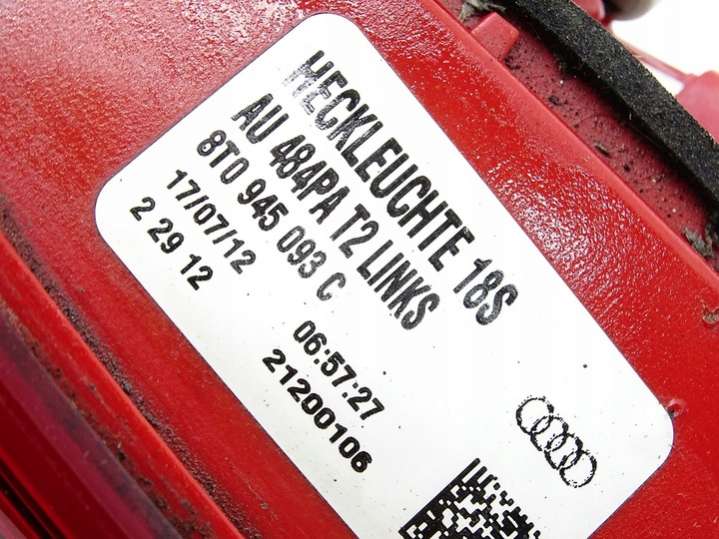 HECKLEUCHTE 18S
AU 484PA T2 LINKS
8T0 945 093 C
17/07/12 06:57:27
2 29 12 21200106